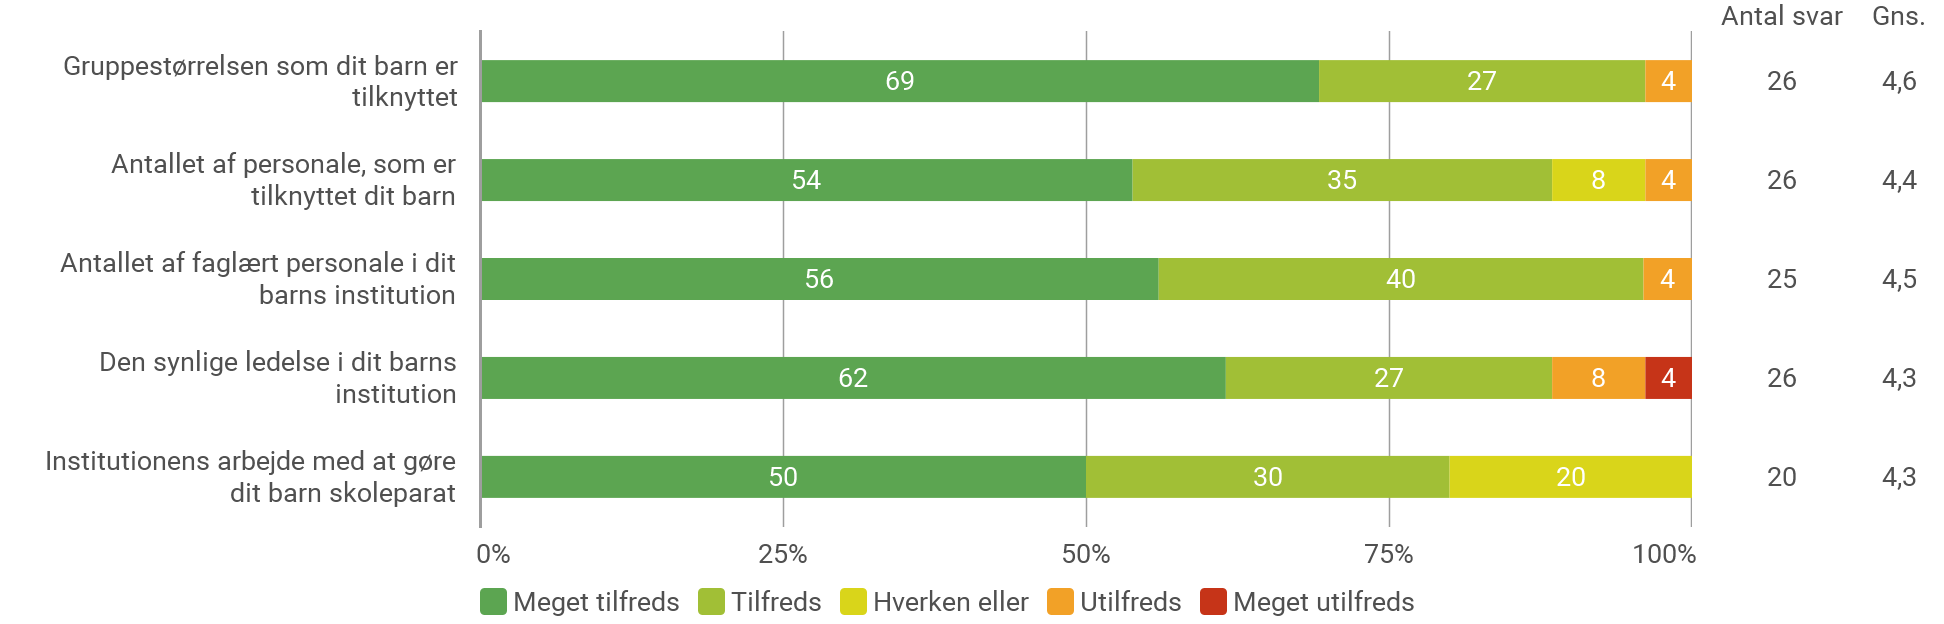 Antal svar Gns.
Gruppestørrelsen som dit barn er
tilknyttet
69 27 4 26 4,6
Antallet af personale, som er
tilknyttet dit barn
54 35 8 4 26 4,4
Antallet af faglært personale i dit
barns institution
56 40 4 25 4,5
Den synlige ledelse i dit barns
institution
62 27 8 4 26 4,3
Institutionens arbejde med at gøre
dit barn skoleparat
50 30 20 20 4,3
0% 25% 50% 75% 100%
Meget tilfreds Tilfreds Hverken eller Utilfreds Meget utilfreds